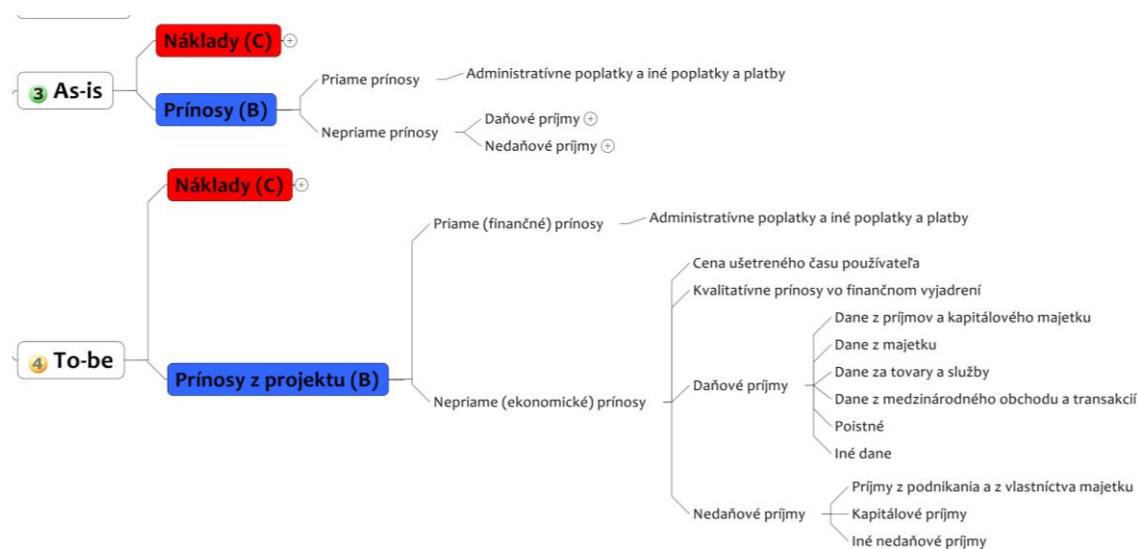 Náklady (C)
3 As-is
Prínosy (B)
Priame prínosy
Administratívne poplatky a iné poplatky a platby
Nepriame prínosy
Daňové príjmy
Nedaňové príjmy
Náklady (C)
4 To-be
Prínosy z projektu (B)
Priame (finančné) prínosy
Administratívne poplatky a iné poplatky a platby
Nepriame (ekonomické) prínosy
Cena ušetreného času používateľa
Kvalitatívne prínosy vo finančnom vyjadrení
Daňové príjmy
Dane z príjmov a kapitálového majetku
Dane z majetku
Dane za tovary a služby
Dane z medzinárodného obchodu a transakcií
Poistné
Iné dane
Nedaňové príjmy
Príjmy z podnikania a z vlastníctva majetku
Kapitálové príjmy
Iné nedaňové príjmy